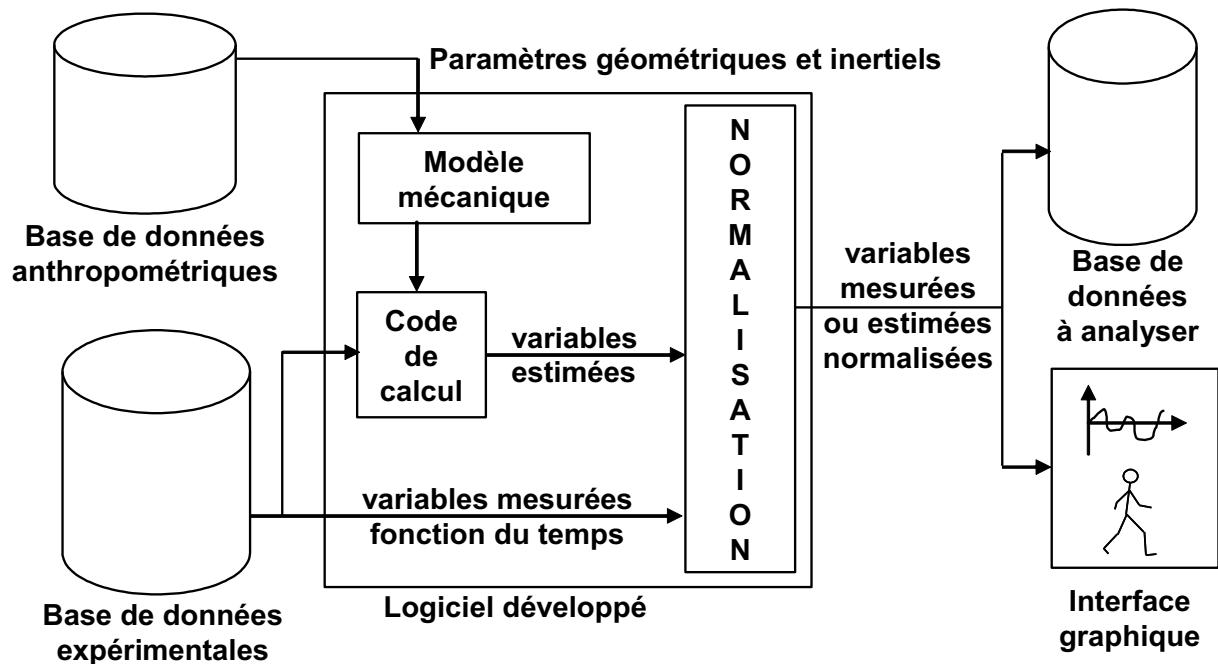 Paramètres géométriques et inertiels
Base de données
anthropométriques
Modèle
mécanique
Code
de
calcul
variables
estimées
variables mesurées
fonction du temps
Base de données
expérimentales
Logiciel développé
N
O
R
M
A
L
I
S
A
T
I
O
N
variables
mesurées
ou estimées
normalisées
Base de
données
à analyser
Interface
graphique